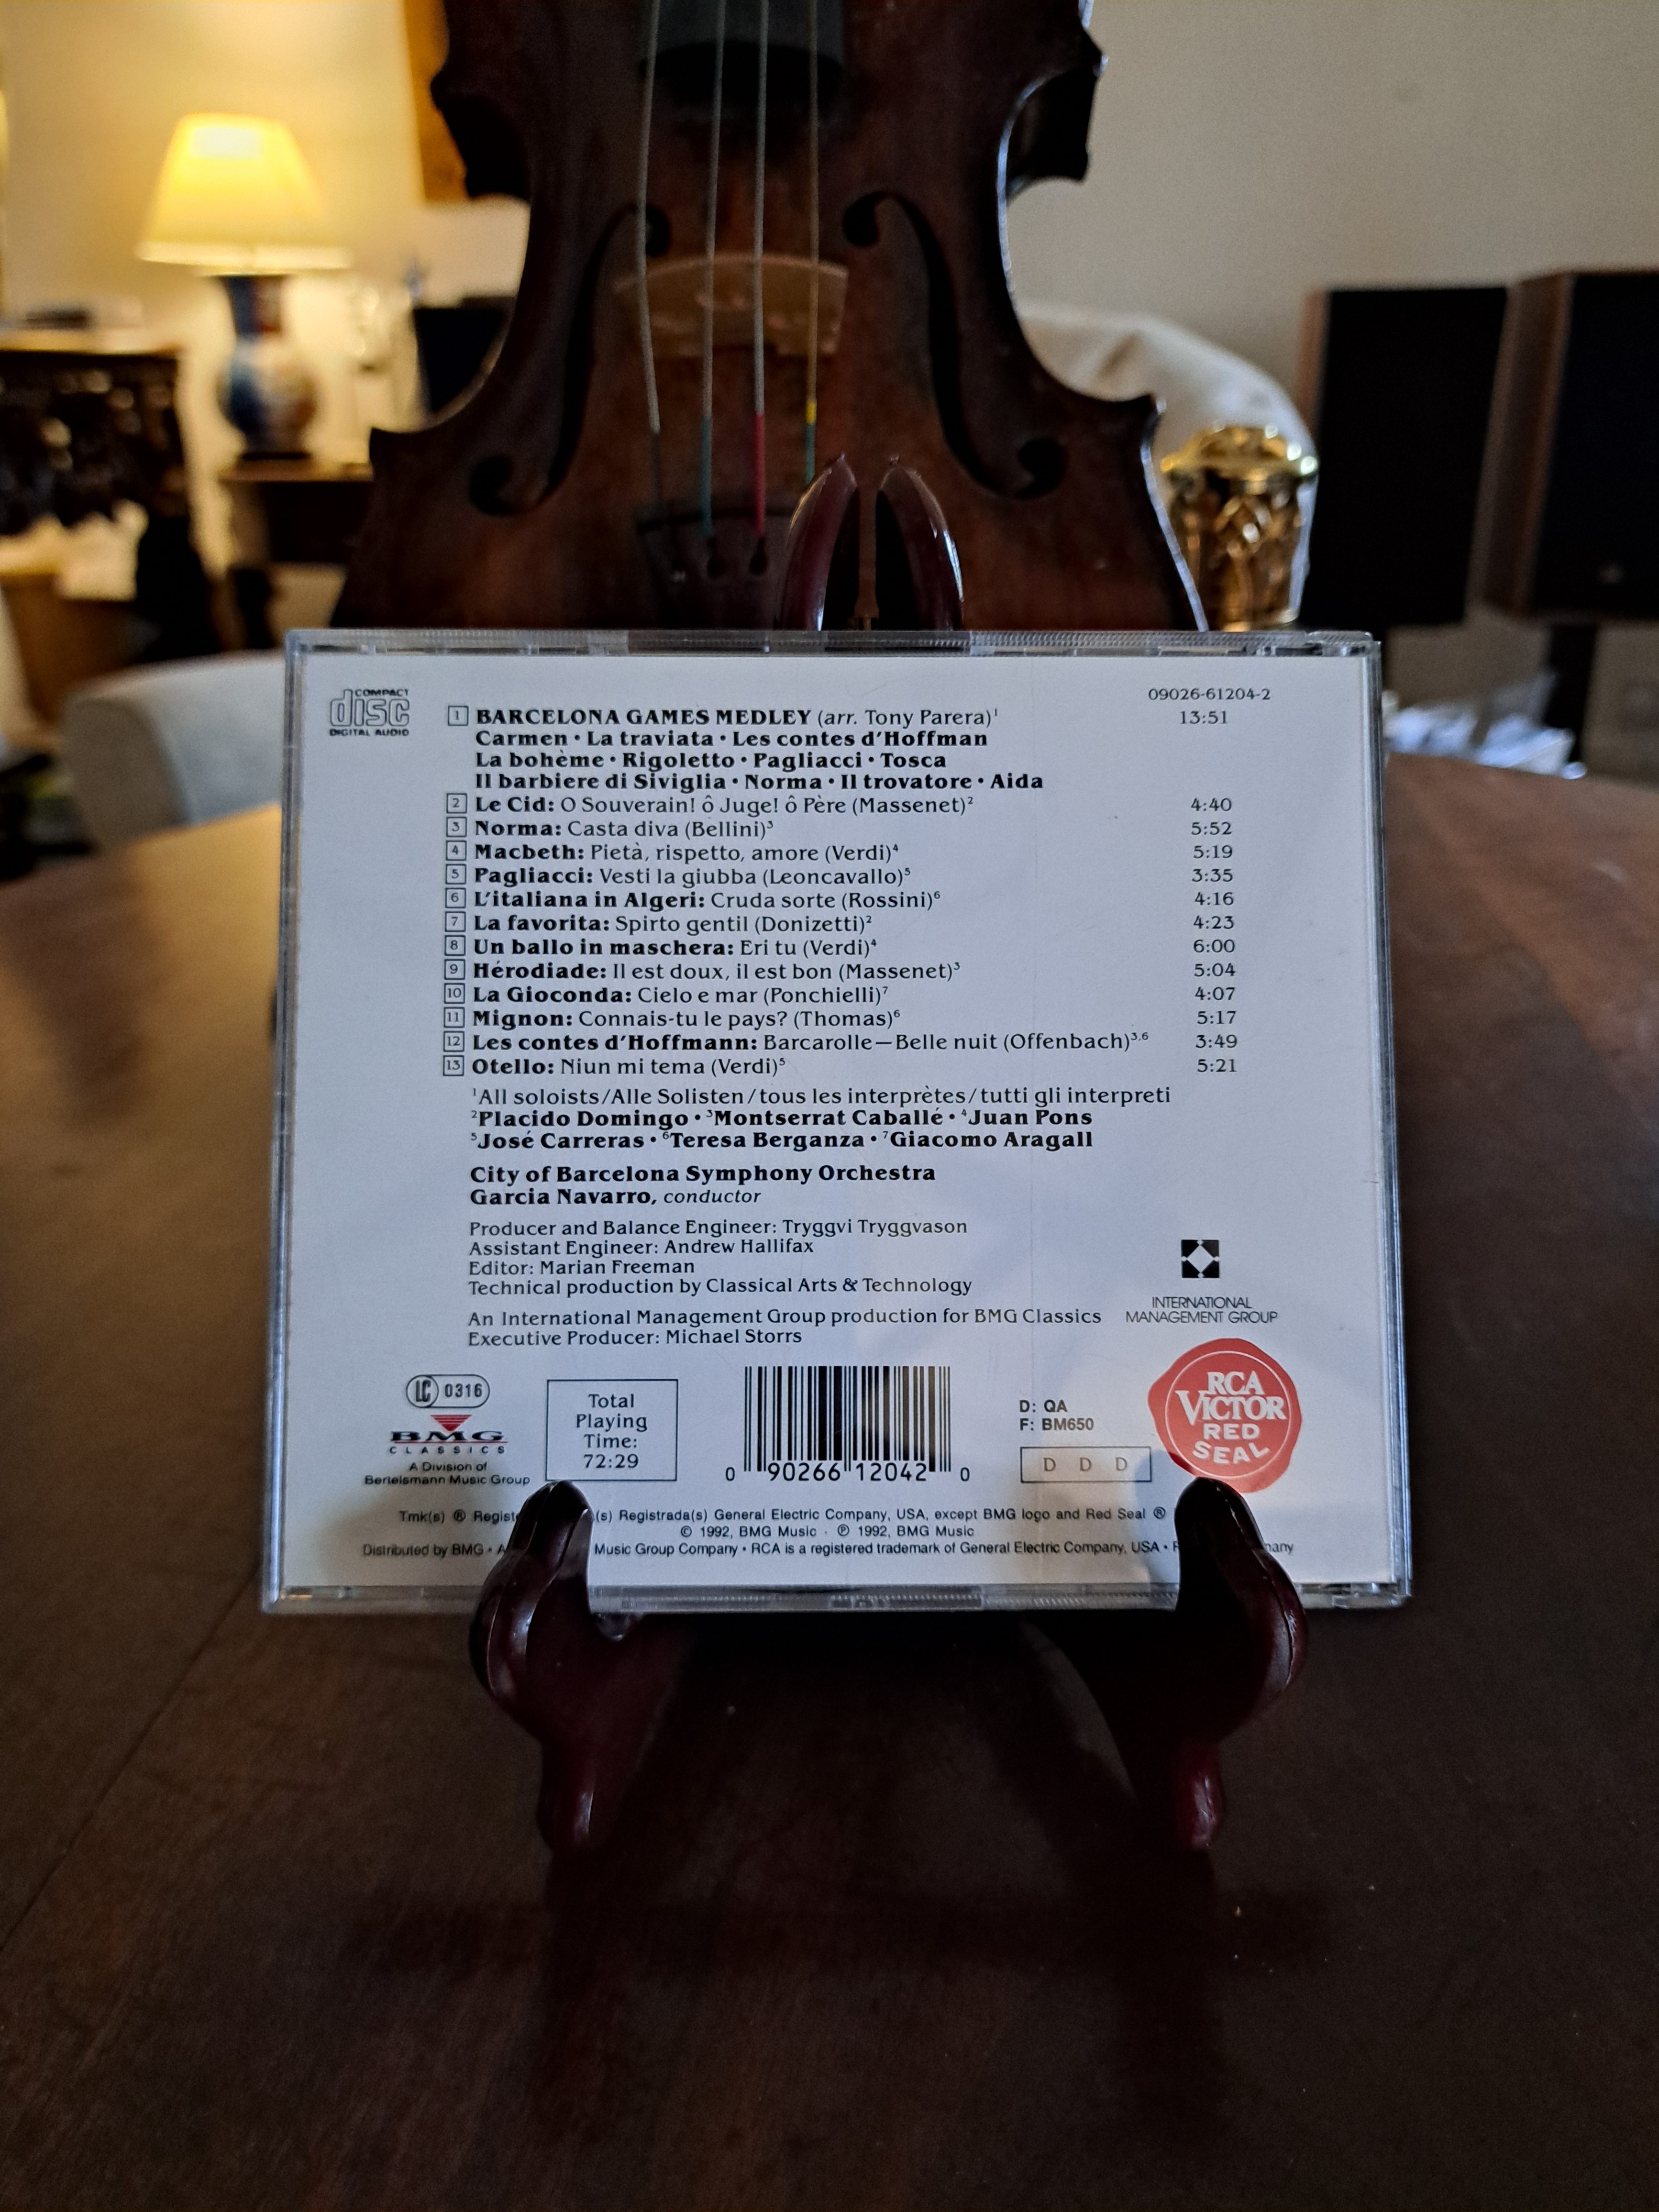 COMPACT
disc
DIGITAL AUDIO
09026-61204-2
1 BARCELONA GAMES MEDLEY (arr. Tony Parera)¹ 13:51
Carmen • La traviata • Les contes d'Hoffman
La bohème • Rigoletto • Pagliacci • Tosca
Il barbiere di Siviglia • Norma • Il trovatore • Aida
2 Le Cid: O Souverain! ô Juge! ô Père (Massenet)² 4:40
3 Norma: Casta diva (Bellini)³ 5:52
4 Macbeth: Pietà, rispetto, amore (Verdi)⁴ 5:19
5 Pagliacci: Vesti la giubba (Leoncavallo)⁵ 3:35
6 L'italiana in Algeri: Cruda sorte (Rossini)⁶ 4:16
7 La favorita: Spirto gentil (Donizetti)² 4:23
8 Un ballo in maschera: Eri tu (Verdi)⁴ 6:00
9 Hérodiade: Il est doux, il est bon (Massenet)³ 5:04
10 La Gioconda: Cielo e mar (Ponchielli)⁷ 4:07
11 Mignon: Connais-tu le pays? (Thomas)⁶ 5:17
12 Les contes d'Hoffmann: Barcarolle—Belle nuit (Offenbach)³,⁶ 3:49
13 Otello: Niun mi tema (Verdi)⁵ 5:21
¹All soloists/Alle Solisten/tous les interprètes/tutti gli interpreti
²Placido Domingo • ³Montserrat Caballé • ⁴Juan Pons
⁵José Carreras • ⁶Teresa Berganza • ⁷Giacomo Aragall
City of Barcelona Symphony Orchestra
Garcia Navarro, conductor
Producer and Balance Engineer: Tryggvi Tryggvason
Assistant Engineer: Andrew Hallifax
Editor: Marian Freeman
Technical production by Classical Arts & Technology
An International Management Group production for BMG Classics
Executive Producer: Michael Storrs
INTERNATIONAL
MANAGEMENT GROUP
LC 0316
BMG
CLASSICS
A Division of
Bertelsmann Music Group
Total
Playing
Time:
72:29
0 90266 12042 0
D: QA
F: BM650
D D D
RCA
VICTOR
RED
SEAL
Tmk(s) ® (s) Registrada(s) General Electric Company, USA, except BMG logo and Red Seal ®
© 1992, BMG Music · ℗ 1992, BMG Music
Distributed by BMG • Music Group Company • RCA is a registered trademark of General Electric Company, USA •